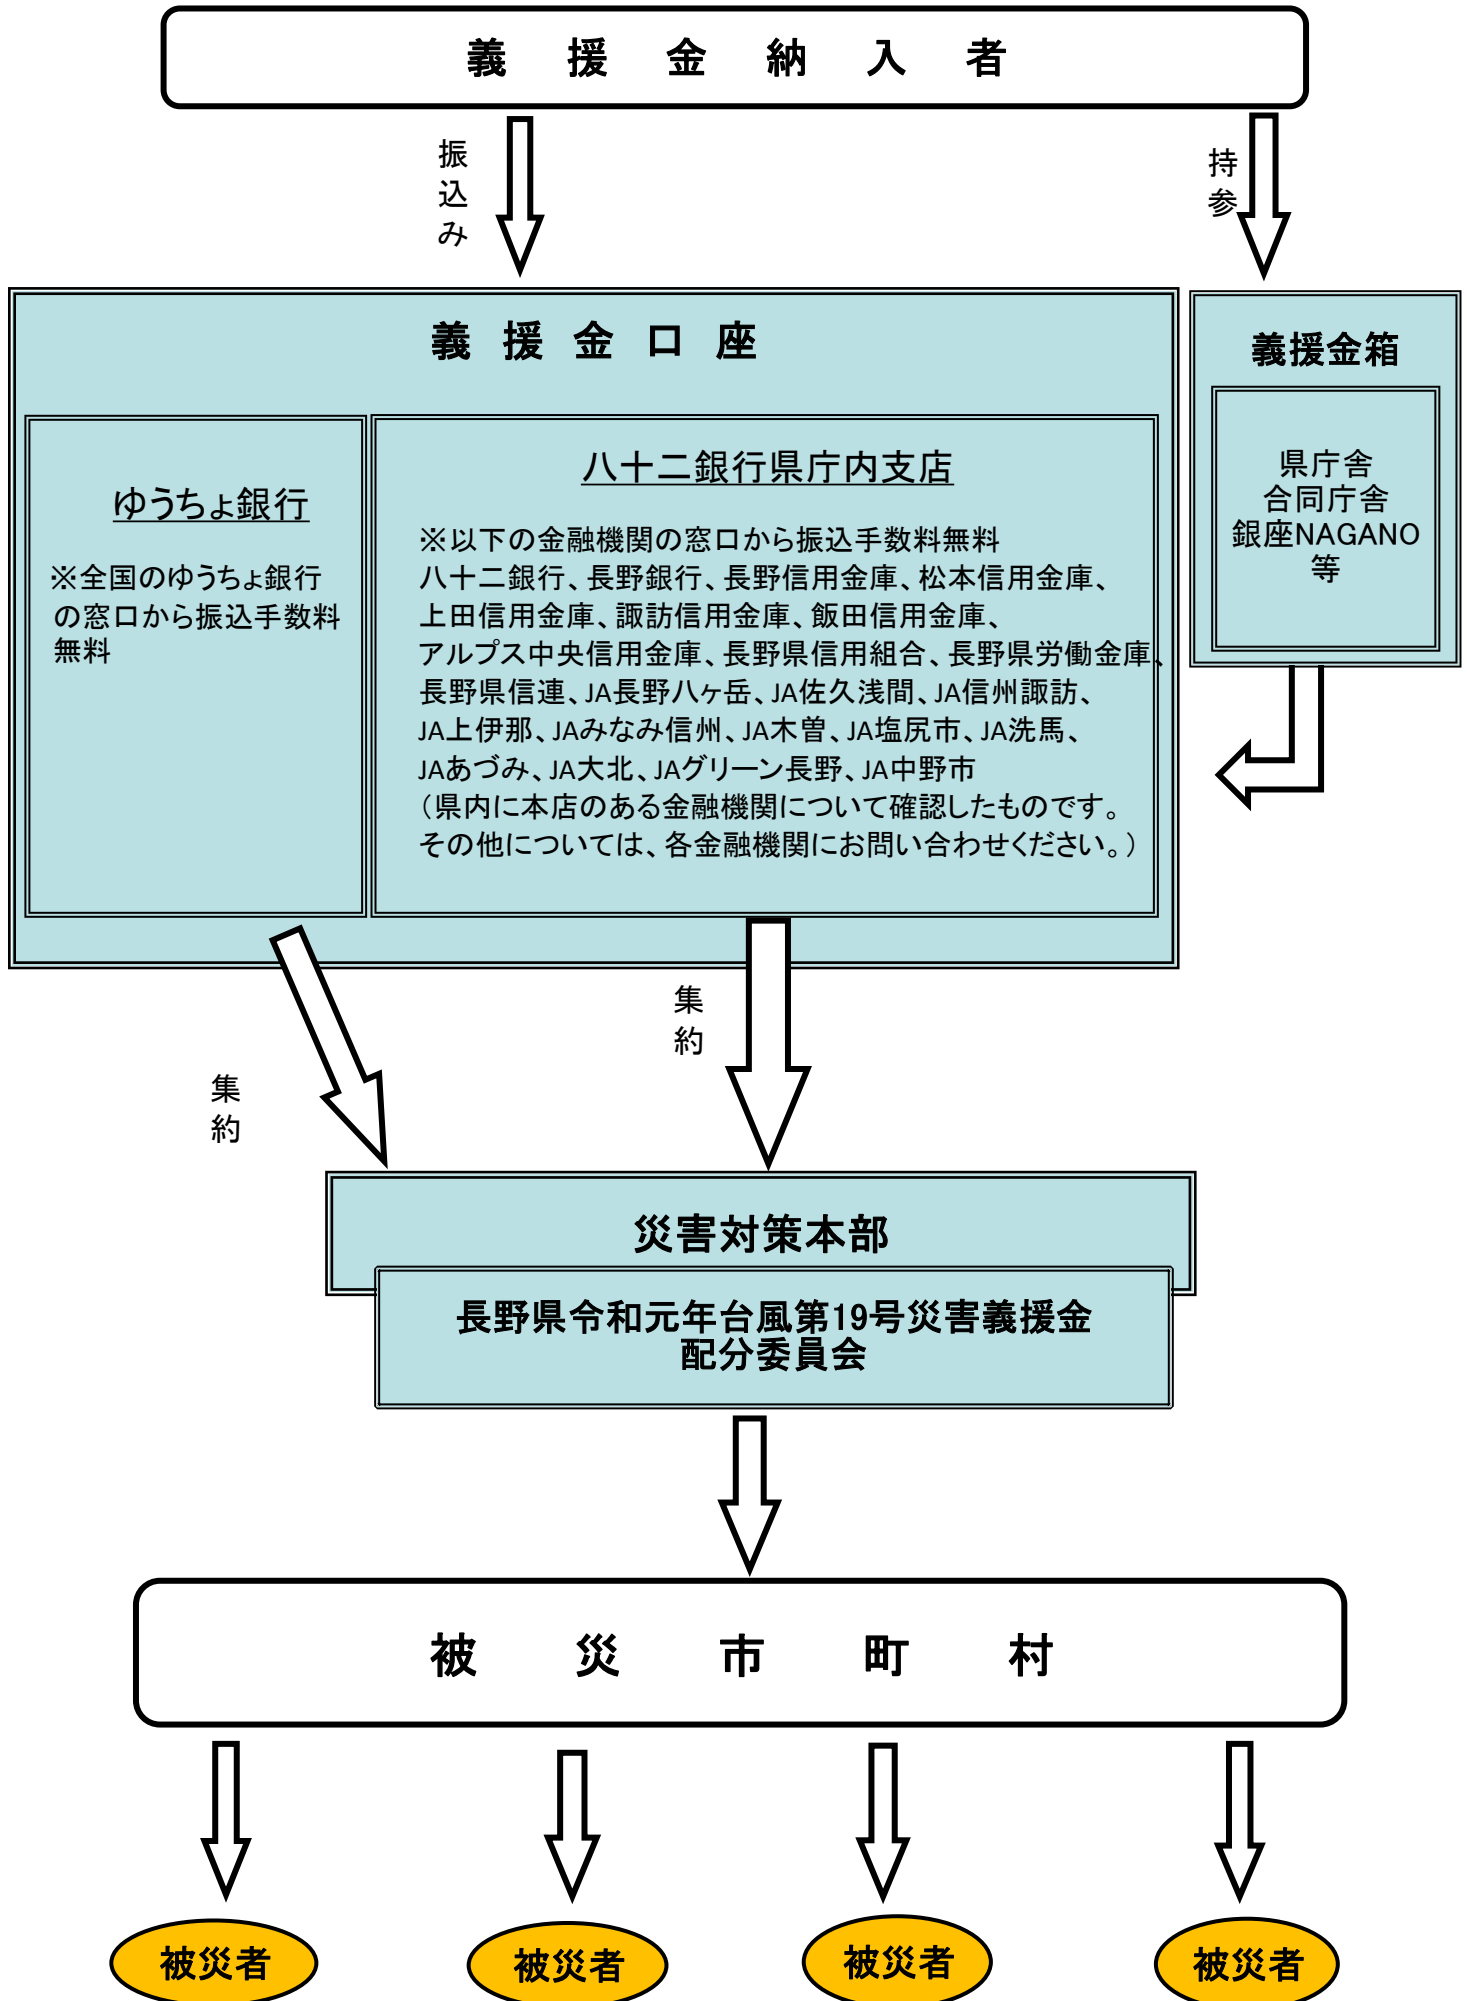 義援金納入者
振込み
持参
義援金口座
ゆうちょ銀行
※全国のゆうちょ銀行
の窓口から振込手数料
無料
八十二銀行県庁内支店
※以下の金融機関の窓口から振込手数料無料
八十二銀行、長野銀行、長野信用金庫、松本信用金庫、
上田信用金庫、諏訪信用金庫、飯田信用金庫、
アルプス中央信用金庫、長野県信用組合、長野県労働金庫、
長野県信連、JA長野八ヶ岳、JA佐久浅間、JA信州諏訪、
JA上伊那、JAみなみ信州、JA木曽、JA塩尻市、JA洗馬、
JAあづみ、JA大北、JAグリーン長野、JA中野市
（県内に本店のある金融機関について確認したものです。
その他については、各金融機関にお問い合わせください。）
義援金箱
県庁舎
合同庁舎
銀座NAGANO
等
集約
集約
災害対策本部
長野県令和元年台風第19号災害義援金
配分委員会
被災市町村
被災者
被災者
被災者
被災者